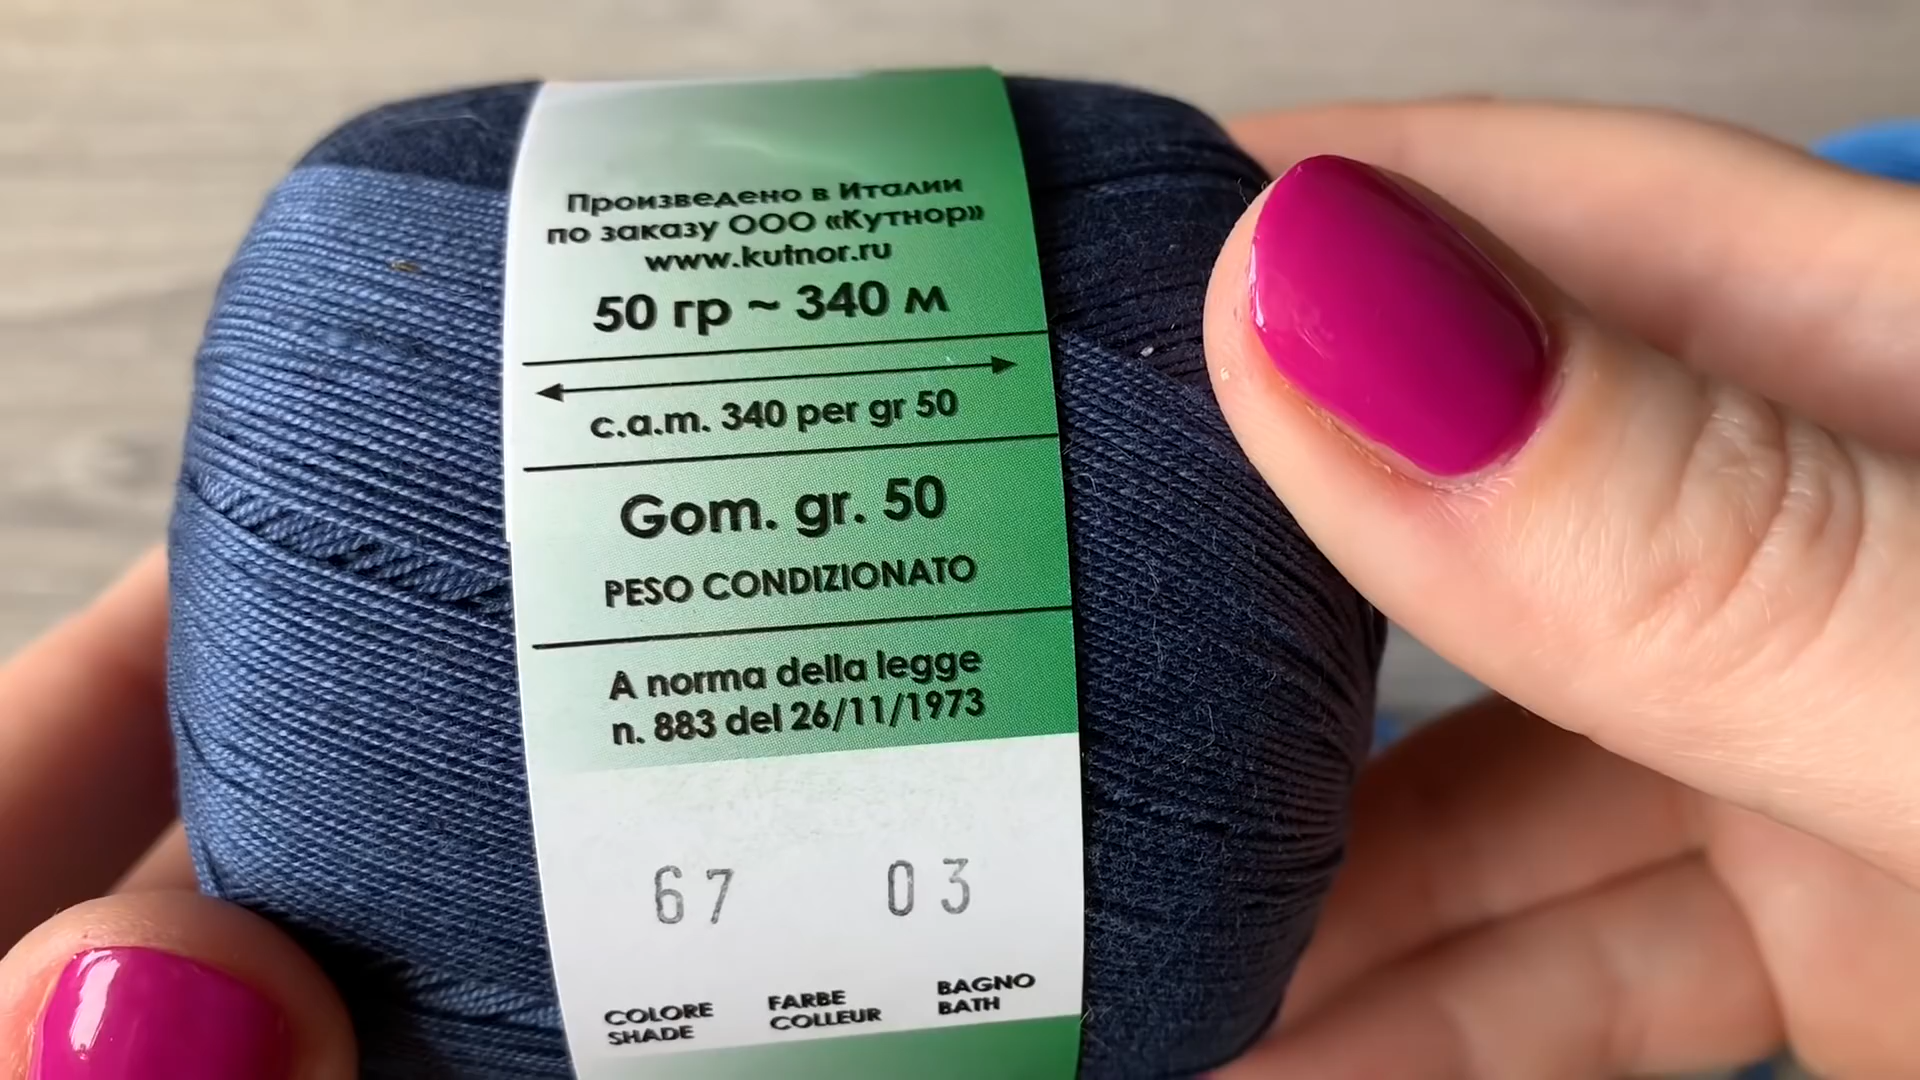 Произведено в Италии
по заказу ООО «Кутнор»
www.kutnor.ru
50 гр ~ 340 м
c.a.m. 340 per gr 50
Gom. gr. 50
PESO CONDIZIONATO
A norma della legge
n. 883 del 26/11/1973
67 03
COLORE FARBE BAGNO
SHADE COLLEUR BATH